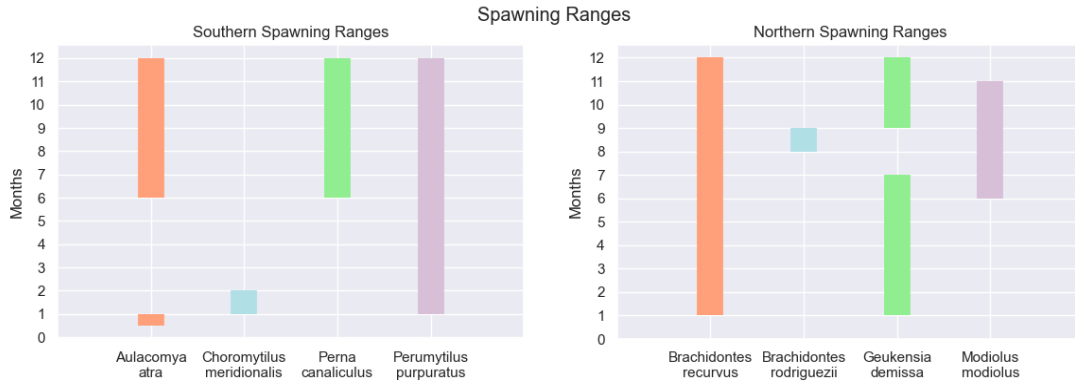 Spawning Ranges
Southern Spawning Ranges
Months
12
11
10
9
8
7
6
5
4
3
2
1
0
Aulacomya
atra
Choromytilus
meridionalis
Perna
canaliculus
Perumytilus
purpuratus
Northern Spawning Ranges
Months
12
11
10
9
8
7
6
5
4
3
2
1
0
Brachidontes
recurvus
Brachidontes
rodriguezii
Geukensia
demissa
Modiolus
modiolus